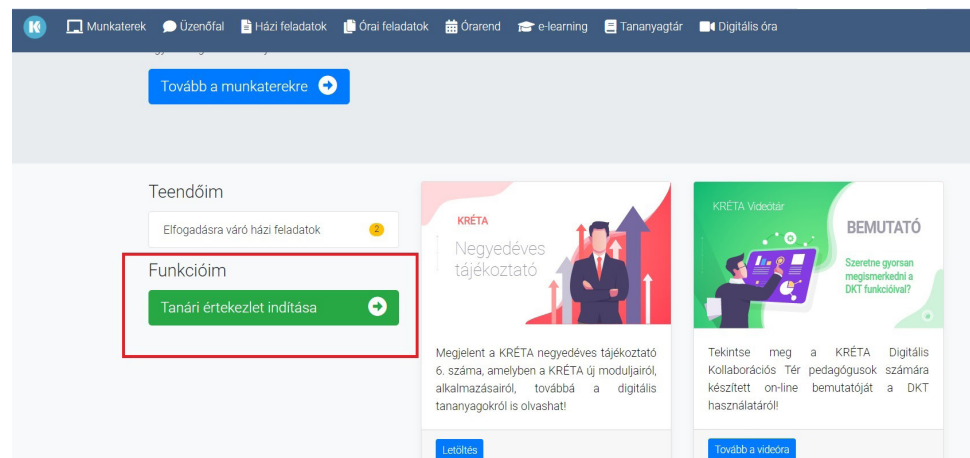 K
Munkaterek
Üzenőfal
Házi feladatok
Órai feladatok
Órarend
e-learning
Tananyagtár
Digitális óra
Tovább a munkaterekre
Teendőim
Elfogadásra váró házi feladatok
2
Funkcióim
Tanári értekezlet indítása
KRÉTA
Negyedéves
tájékoztató
Megjelent a KRÉTA negyedéves tájékoztató
6. száma, amelyben a KRÉTA új moduljairól,
alkalmazásairól, továbbá a digitális
tananyagokról is olvashat!
Letöltés
KRÉTA Videótár
BEMUTATÓ
Szeretne gyorsan
megismerkedni a
DKT funkcióival?
Tekintse meg a KRÉTA Digitális
Kollaborációs Tér pedagógusok számára
készített on-line bemutatóját a DKT
használatáról!
Tovább a videóra